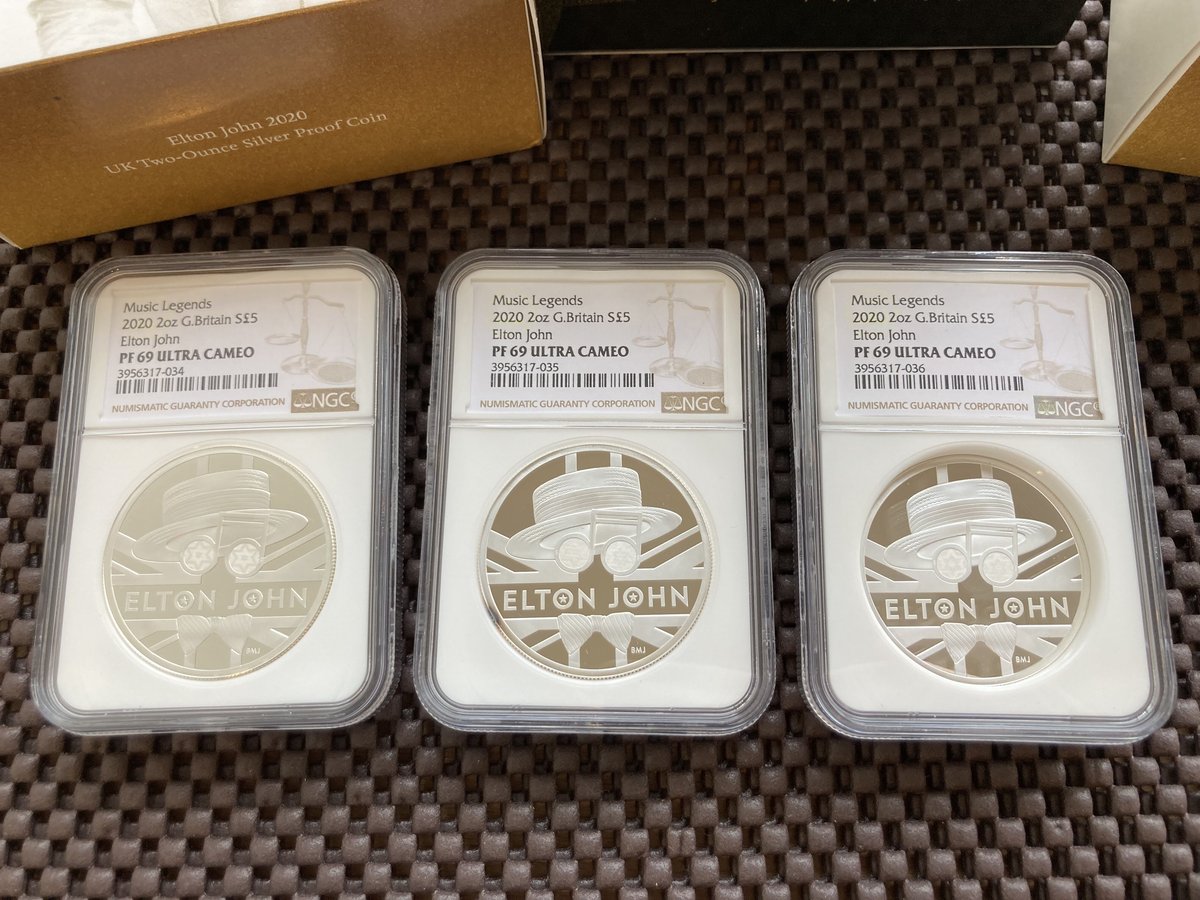 Elton John 2020
UK Two-Ounce Silver Proof Coin
Music Legends
2020 2oz G.Britain S£5
Elton John
PF 69 ULTRA CAMEO
3956317-034
NUMISMATIC GUARANTY CORPORATION
NGC
ELTON JOHN
BMJ
Music Legends
2020 2oz G.Britain S£5
Elton John
PF 69 ULTRA CAMEO
3956317-035
NUMISMATIC GUARANTY CORPORATION
NGC
ELTON JOHN
BMJ
Music Legends
2020 2oz G.Britain S£5
Elton John
PF 69 ULTRA CAMEO
3956317-036
NUMISMATIC GUARANTY CORPORATION
NGC
ELTON JOHN
BMJ